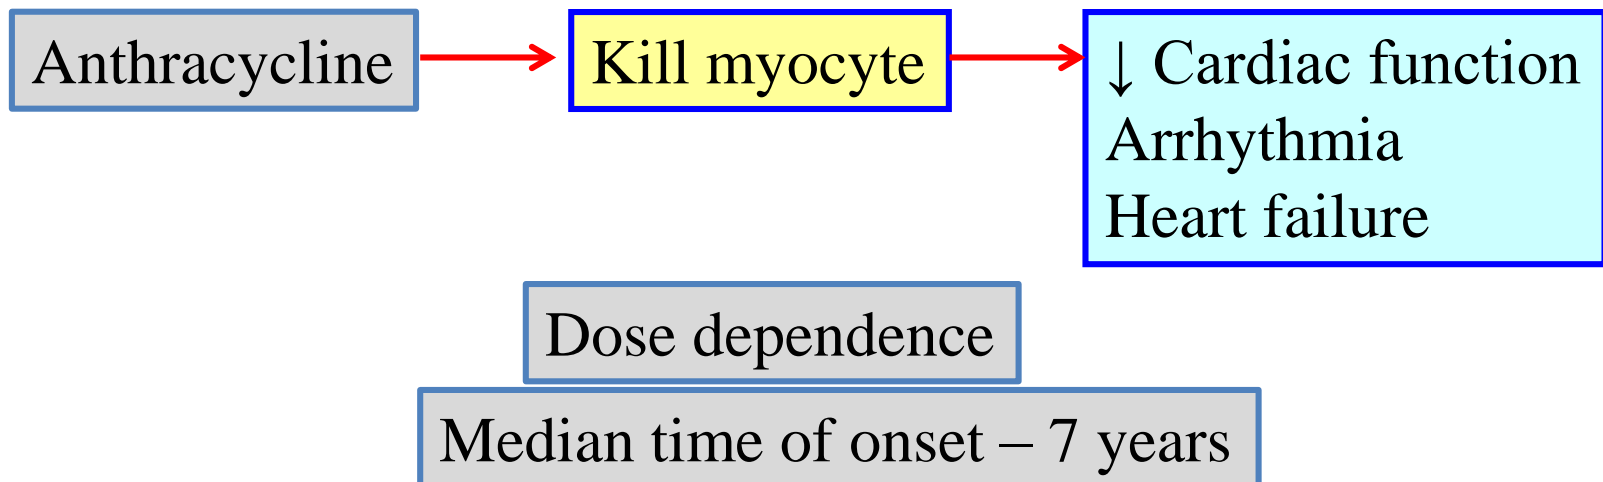 Anthracycline
Kill myocyte
↓ Cardiac function
Arrhythmia
Heart failure
Dose dependence
Median time of onset – 7 years